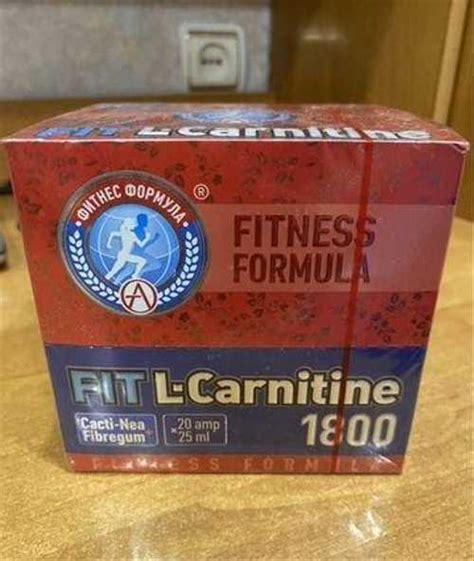 FIT L-Carnitine
ФИТНЕС ФОРМУЛА
®
FITNESS
FORMULA
FIT L-Carnitine
1800
Cacti-Nea
Fibregum
×20 amp
25 ml
FITNESS FORMULA